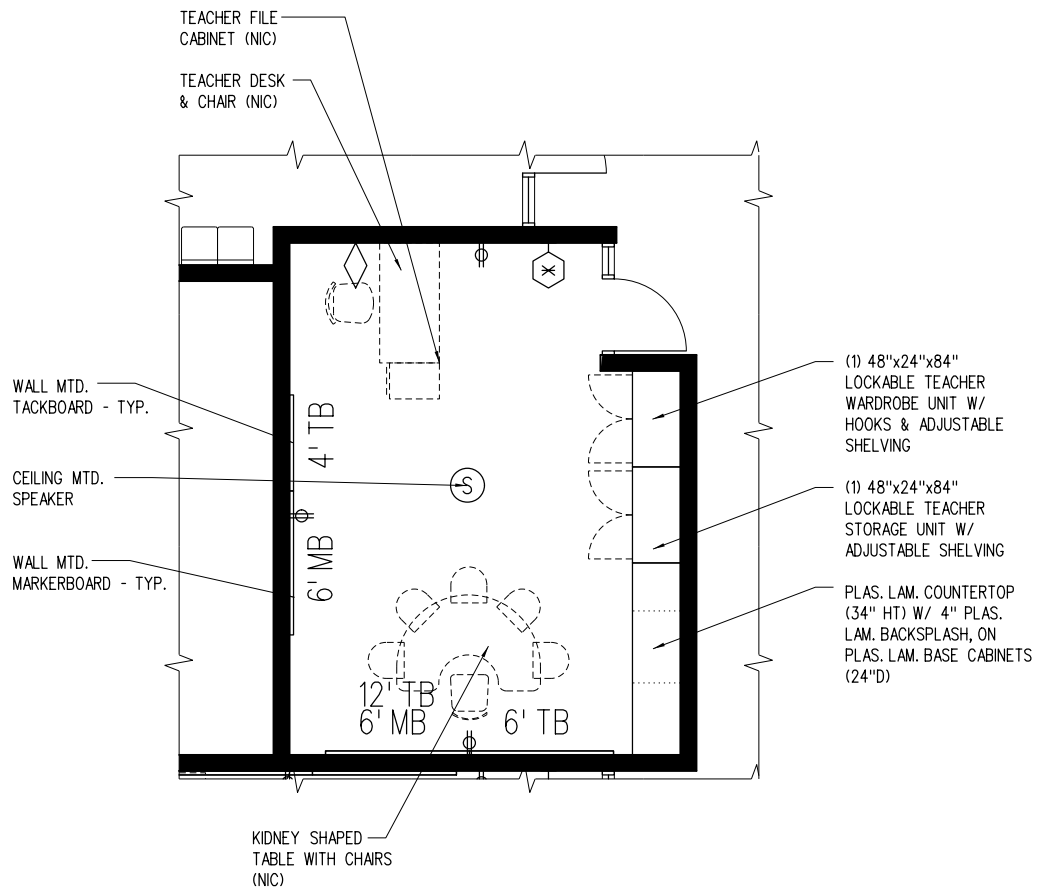 TEACHER FILE
CABINET (NIC)
TEACHER DESK
& CHAIR (NIC)
WALL MTD.
TACKBOARD - TYP.
CEILING MTD.
SPEAKER
WALL MTD.
MARKERBOARD - TYP.
4' TB
6' MB
S
12' TB
6' MB
6' TB
(1) 48"x24"x84"
LOCKABLE TEACHER
WARDROBE UNIT W/
HOOKS & ADJUSTABLE
SHELVING
(1) 48"x24"x84"
LOCKABLE TEACHER
STORAGE UNIT W/
ADJUSTABLE SHELVING
PLAS. LAM. COUNTERTOP
(34" HT) W/ 4" PLAS.
LAM. BACKSPLASH, ON
PLAS. LAM. BASE CABINETS
(24"D)
KIDNEY SHAPED
TABLE WITH CHAIRS
(NIC)